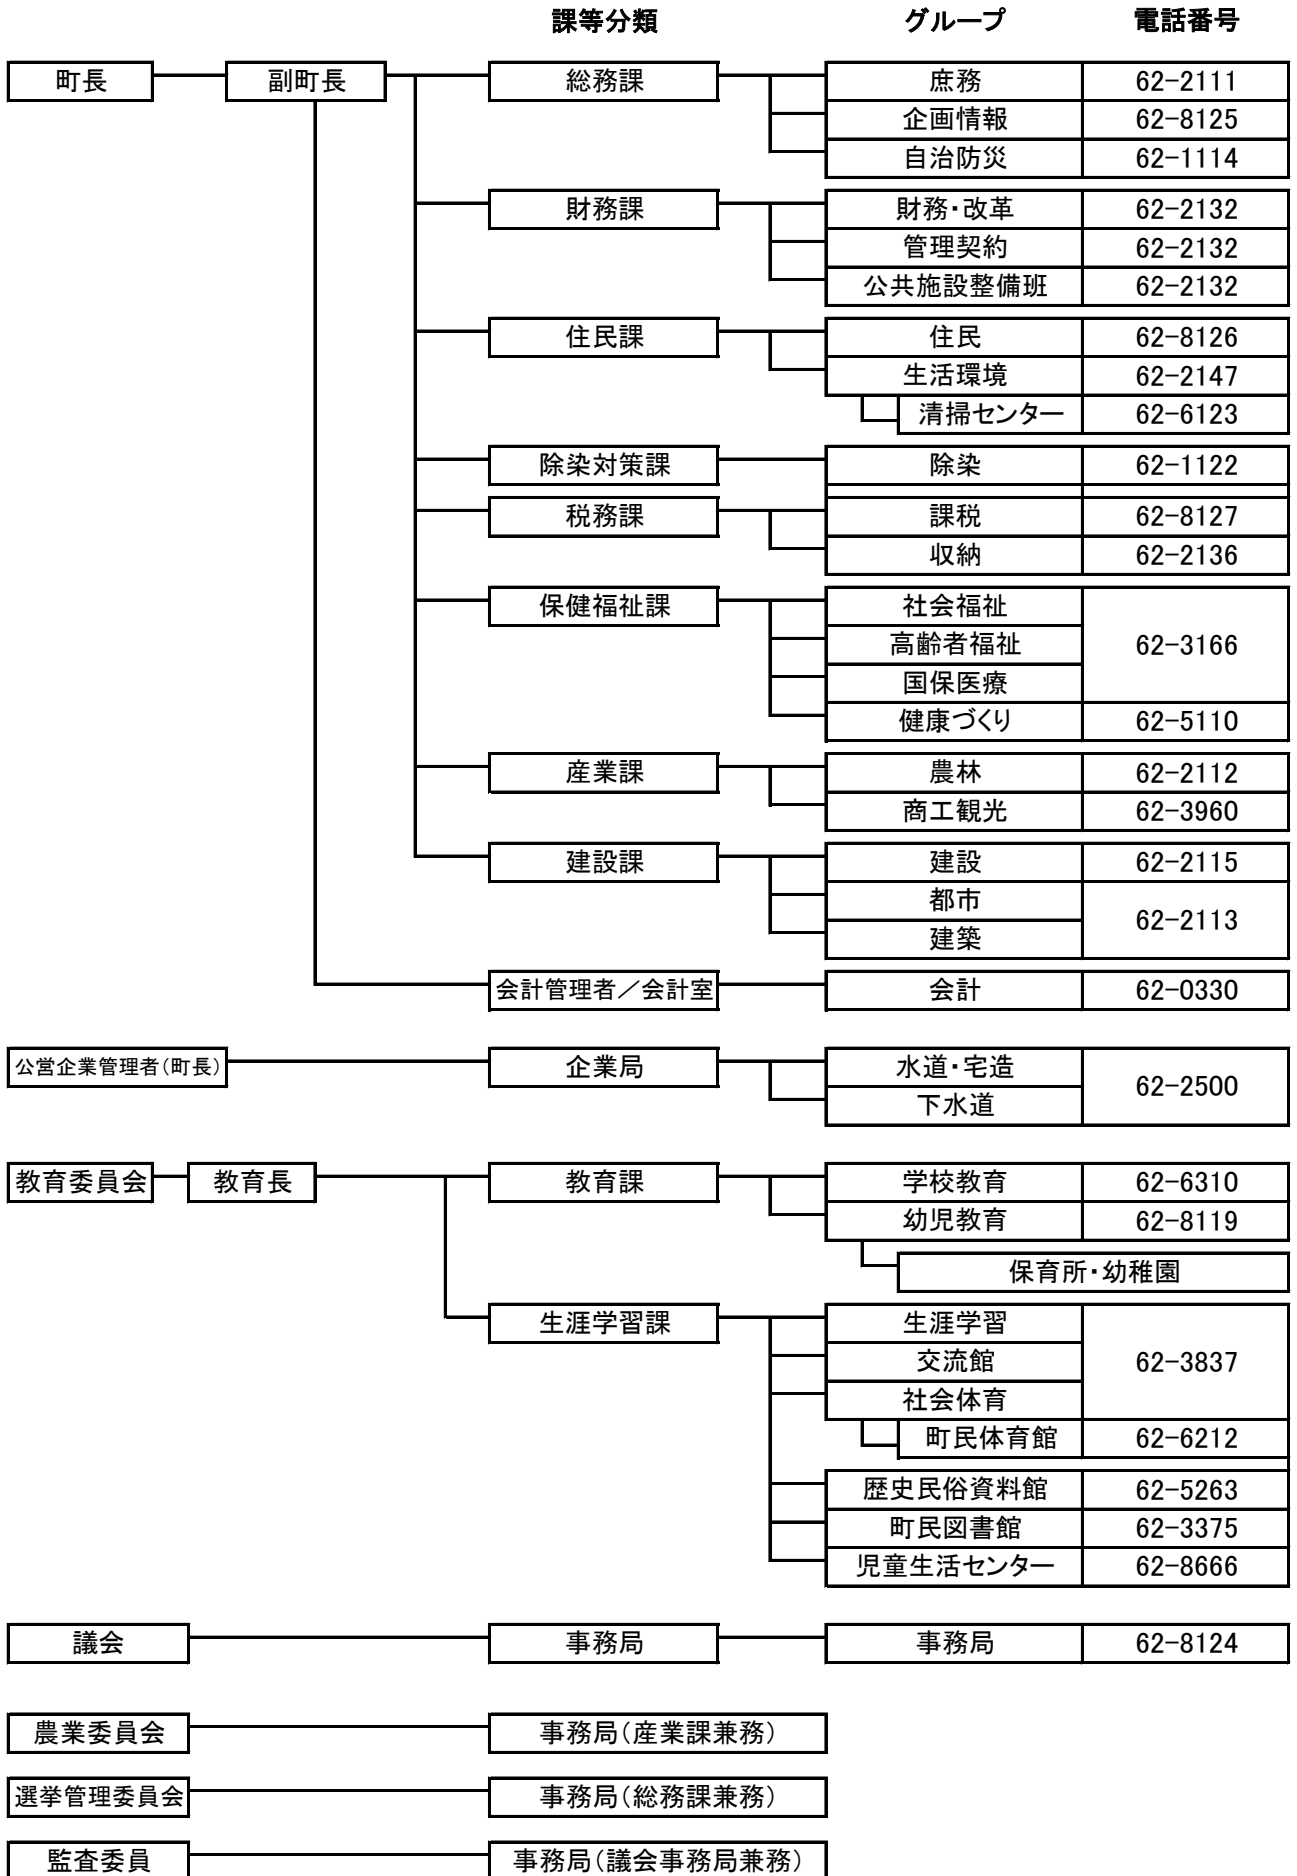 課等分類 グループ 電話番号
町長 副町長 総務課 庶務 62-2111
企画情報 62-8125
自治防災 62-1114
財務課 財務・改革 62-2132
管理契約 62-2132
公共施設整備班 62-2132
住民課 住民 62-8126
生活環境 62-2147
清掃センター 62-6123
除染対策課 除染 62-1122
税務課 課税 62-8127
収納 62-2136
保健福祉課 社会福祉
高齢者福祉 62-3166
国保医療
健康づくり 62-5110
産業課 農林 62-2112
商工観光 62-3960
建設課 建設 62-2115
都市
62-2113
建築
会計管理者／会計室 会計 62-0330
公営企業管理者(町長) 企業局 水道・宅造
62-2500
下水道
教育委員会 教育長 教育課 学校教育 62-6310
幼児教育 62-8119
保育所・幼稚園
生涯学習課 生涯学習
交流館 62-3837
社会体育
町民体育館 62-6212
歴史民俗資料館 62-5263
町民図書館 62-3375
児童生活センター 62-8666
議会 事務局 事務局 62-8124
農業委員会 事務局(産業課兼務)
選挙管理委員会 事務局(総務課兼務)
監査委員 事務局(議会事務局兼務)